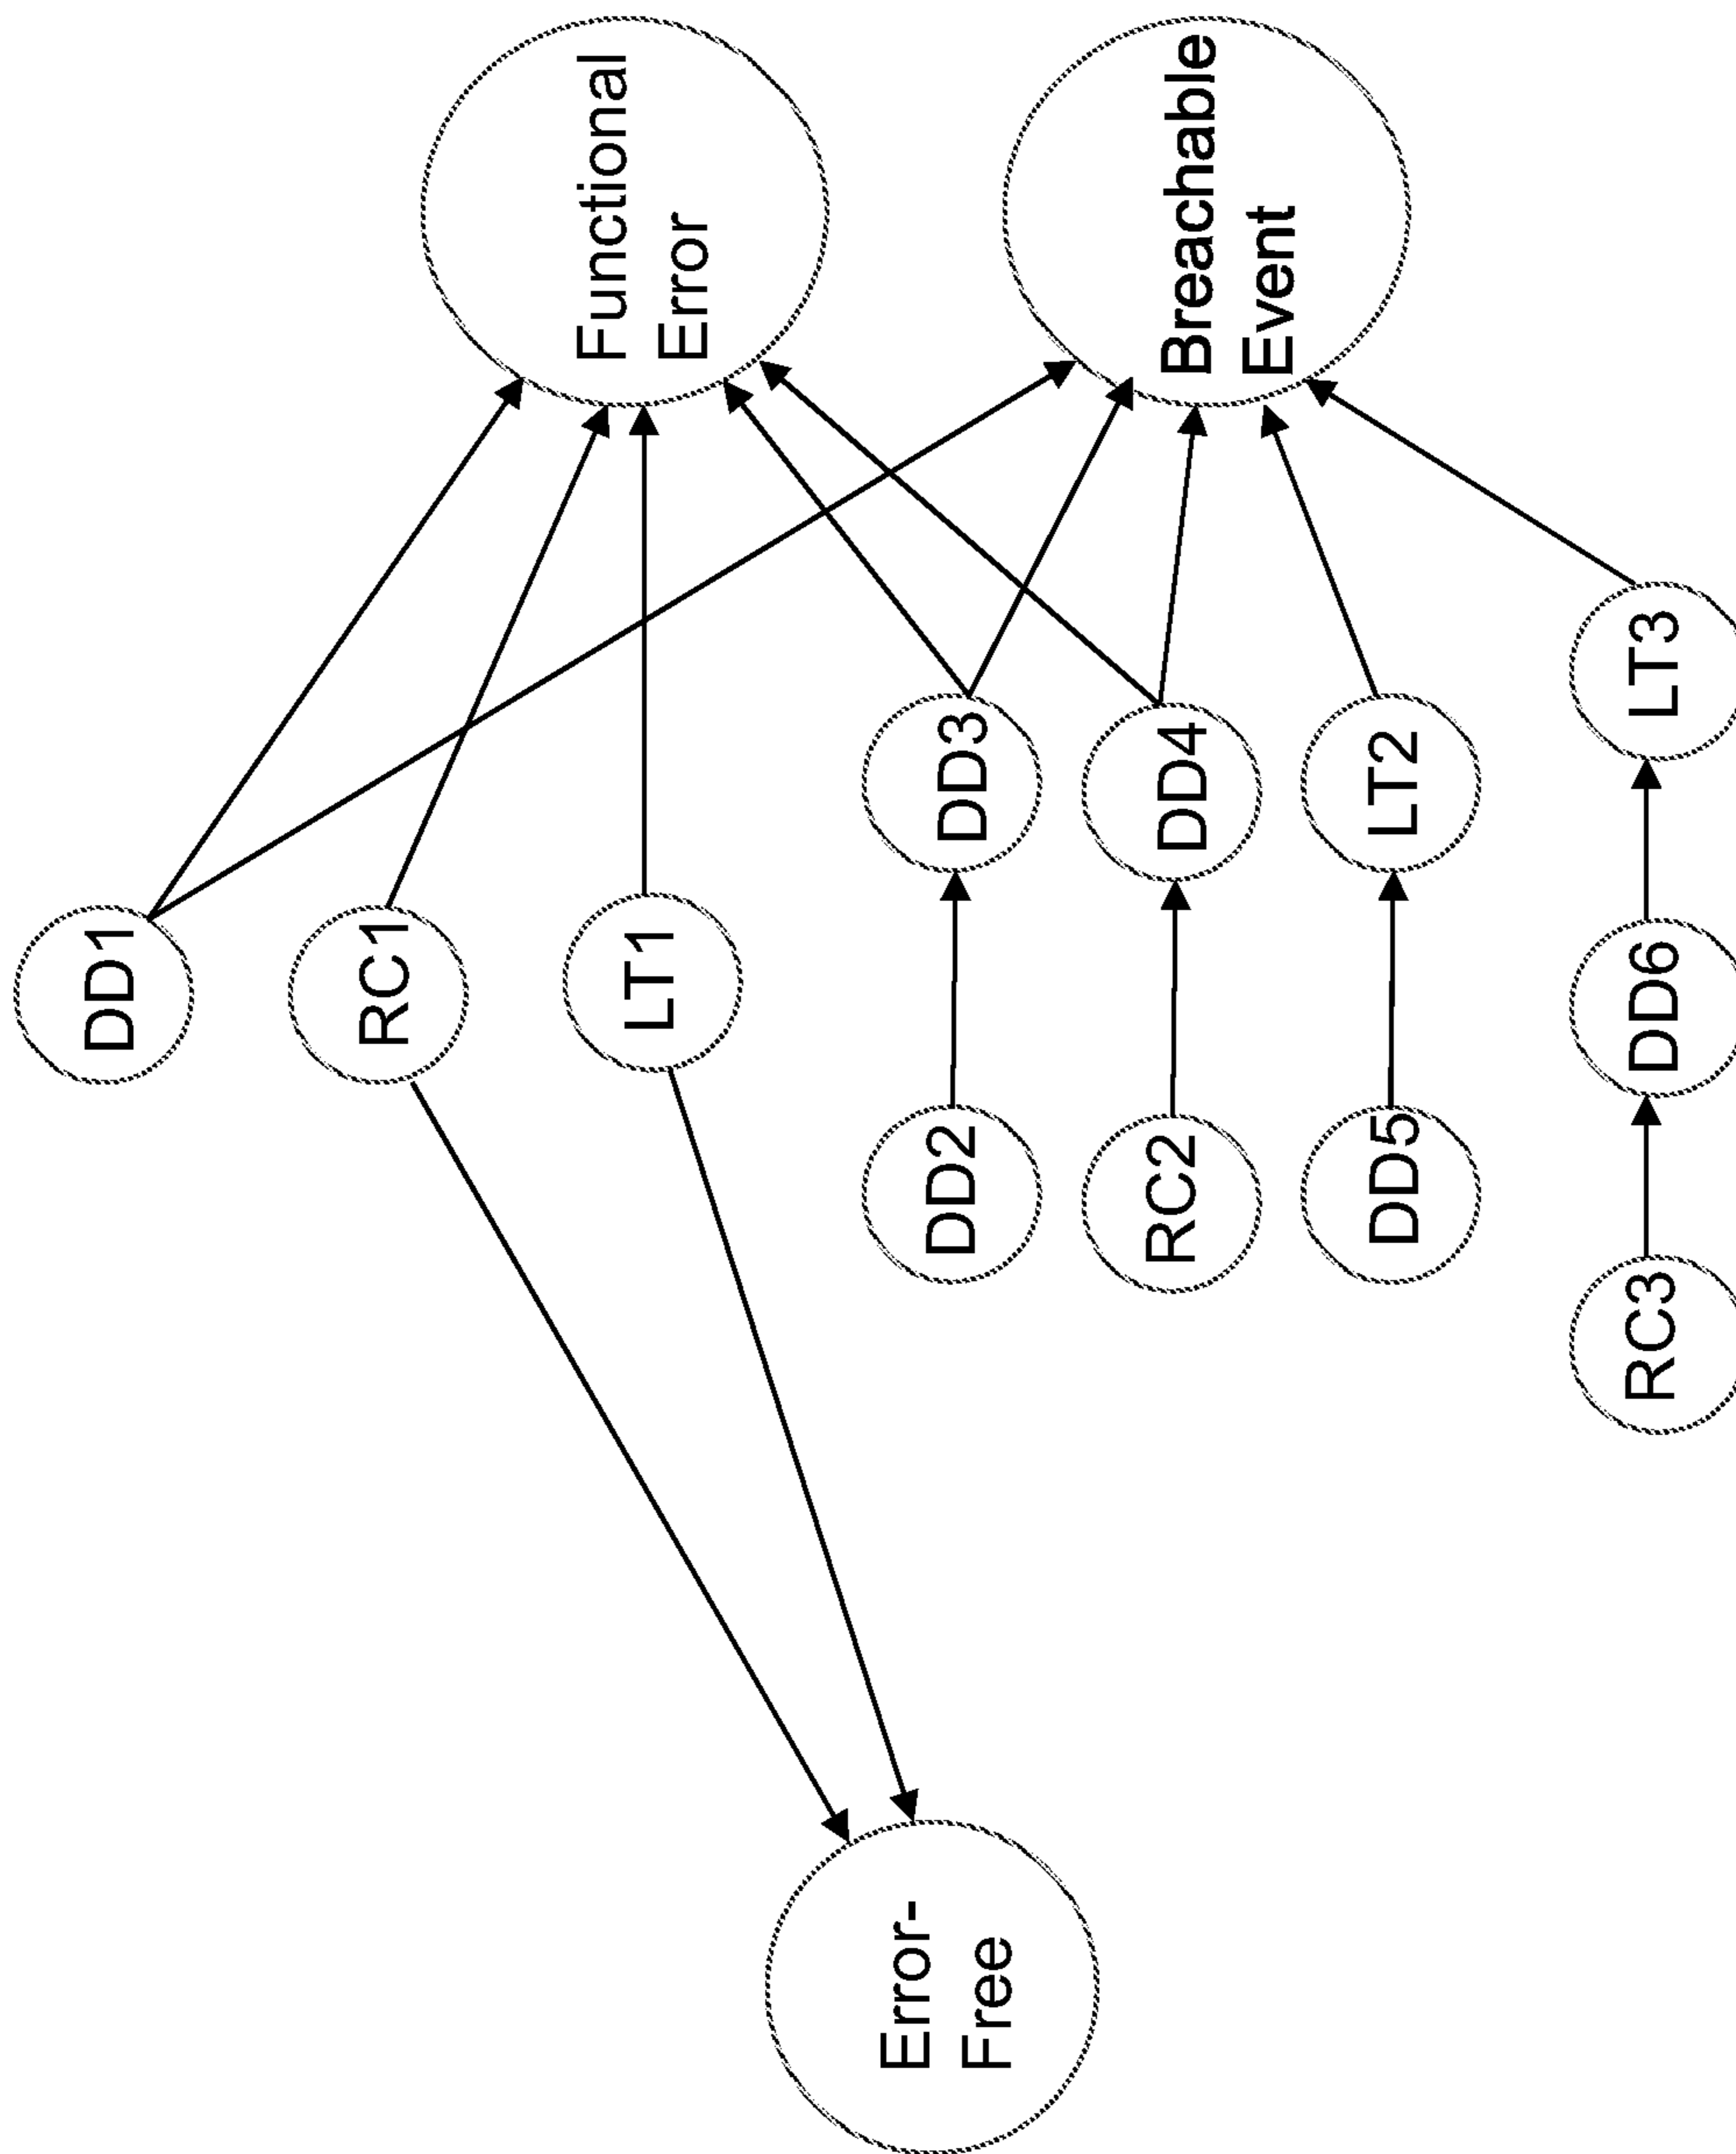 DD1
RC1
LT1
Functional
Error
Error-
Free
DD2
DD3
RC2
DD4
Breachable
Event
DD5
LT2
RC3
DD6
LT3